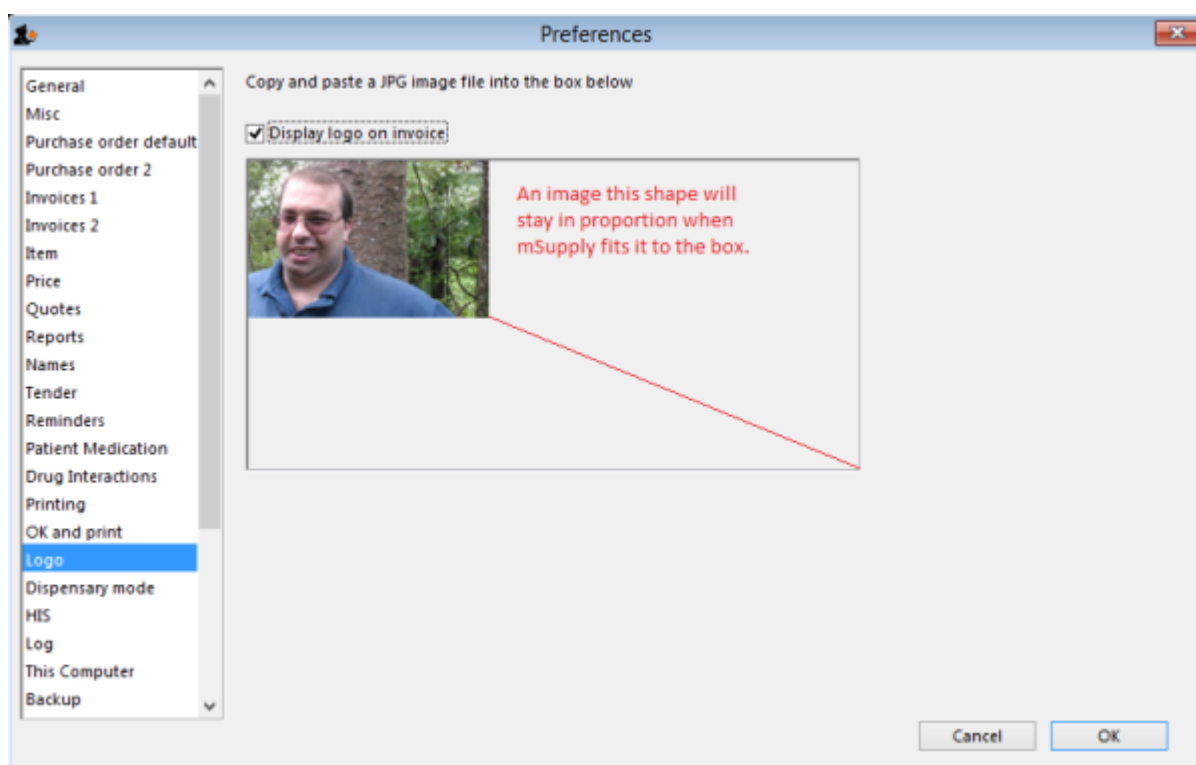 Preferences
General
Misc
Purchase order default
Purchase order 2
Invoices 1
Invoices 2
Item
Price
Quotes
Reports
Names
Tender
Reminders
Patient Medication
Drug Interactions
Printing
OK and print
Logo
Dispensary mode
HIS
Log
This Computer
Backup
Copy and paste a JPG image file into the box below
Display logo on invoice
An image this shape will
stay in proportion when
mSupply fits it to the box.
Cancel
OK